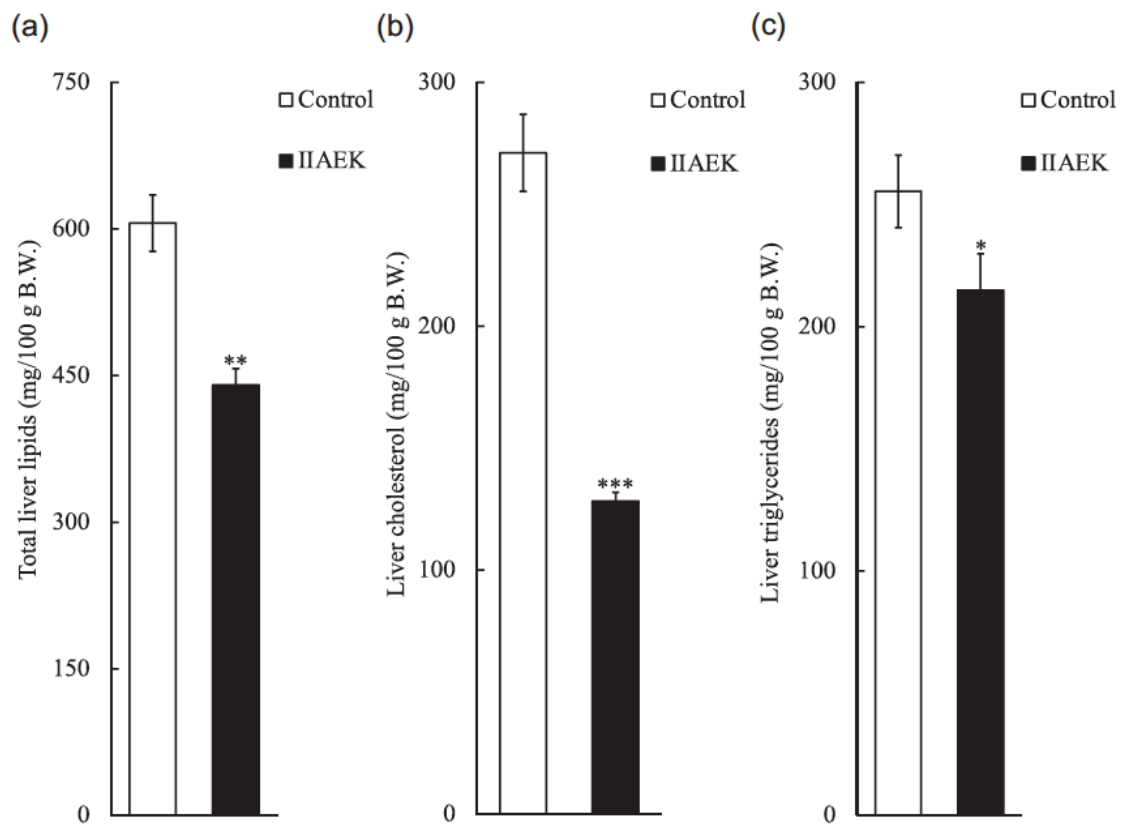 (a)
Total liver lipids (mg/100 g B.W.)
750
600
450
300
150
0
Control
IIAEK
**
(b)
Liver cholesterol (mg/100 g B.W.)
300
200
100
0
Control
IIAEK
***
(c)
Liver triglycerides (mg/100 g B.W.)
300
200
100
0
Control
IIAEK
*